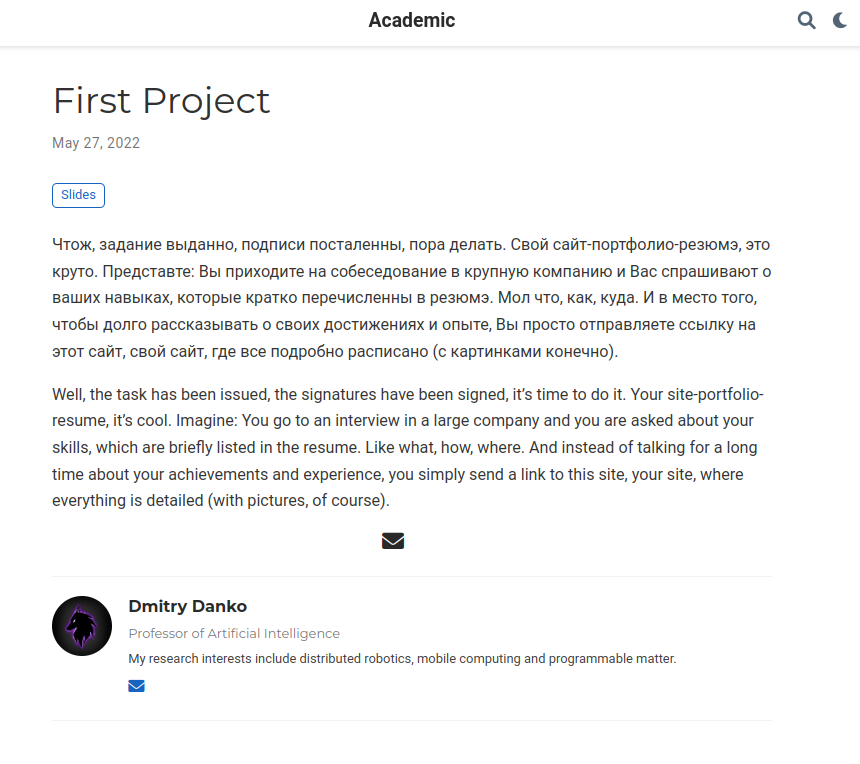 Academic
First Project
May 27, 2022
Slides
Чтож, задание выданно, подписи посталенны, пора делать. Свой сайт-портфолио-резюмэ, это
круто. Представте: Вы приходите на собеседование в крупную компанию и Вас спрашивают о
ваших навыках, которые кратко перечисленны в резюмэ. Мол что, как, куда. И в место того,
чтобы долго рассказывать о своих достижениях и опыте, Вы просто отправляете ссылку на
этот сайт, свой сайт, где все подробно расписано (с картинками конечно).
Well, the task has been issued, the signatures have been signed, it’s time to do it. Your site-portfolio-
resume, it’s cool. Imagine: You go to an interview in a large company and you are asked about your
skills, which are briefly listed in the resume. Like what, how, where. And instead of talking for a long
time about your achievements and experience, you simply send a link to this site, your site, where
everything is detailed (with pictures, of course).
Dmitry Danko
Professor of Artificial Intelligence
My research interests include distributed robotics, mobile computing and programmable matter.